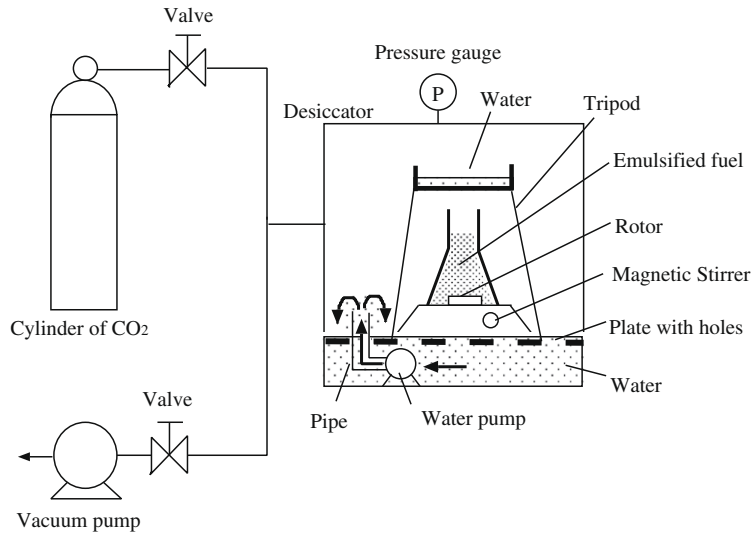 Valve
Pressure gauge
P
Water
Desiccator
Tripod
Emulsified fuel
Rotor
Magnetic Stirrer
Cylinder of CO2
Plate with holes
Water
Valve
Pipe
Water pump
Vacuum pump